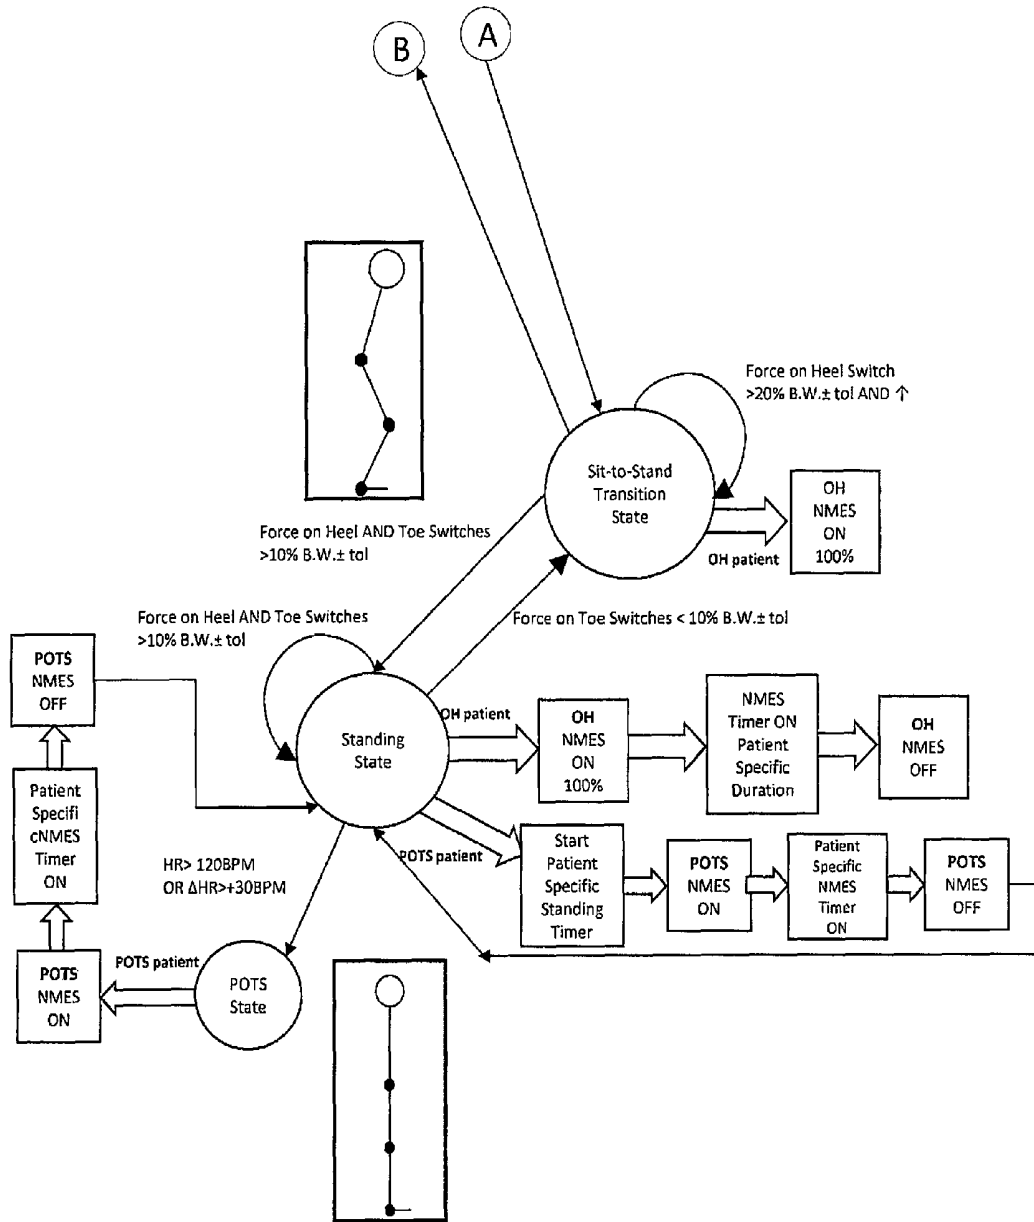 B
A
Force on Heel Switch
>20% B.W.± tol AND ↑
Sit-to-Stand
Transition
State
OH
NMES
ON
100%
OH patient
Force on Heel AND Toe Switches
>10% B.W.± tol
Force on Heel AND Toe Switches
>10% B.W.± tol
Force on Toe Switches < 10% B.W.± tol
POTS
NMES
OFF
Standing
State
OH patient
OH
NMES
ON
100%
NMES
Timer ON
Patient
Specific
Duration
OH
NMES
OFF
Patient
Specifi
cNMES
Timer
ON
HR> 120BPM
OR ΔHR>+30BPM
POTS patient
Start
Patient
Specific
Standing
Timer
POTS
NMES
ON
Patient
Specific
NMES
Timer
ON
POTS
NMES
OFF
POTS
NMES
ON
POTS patient
POTS
State